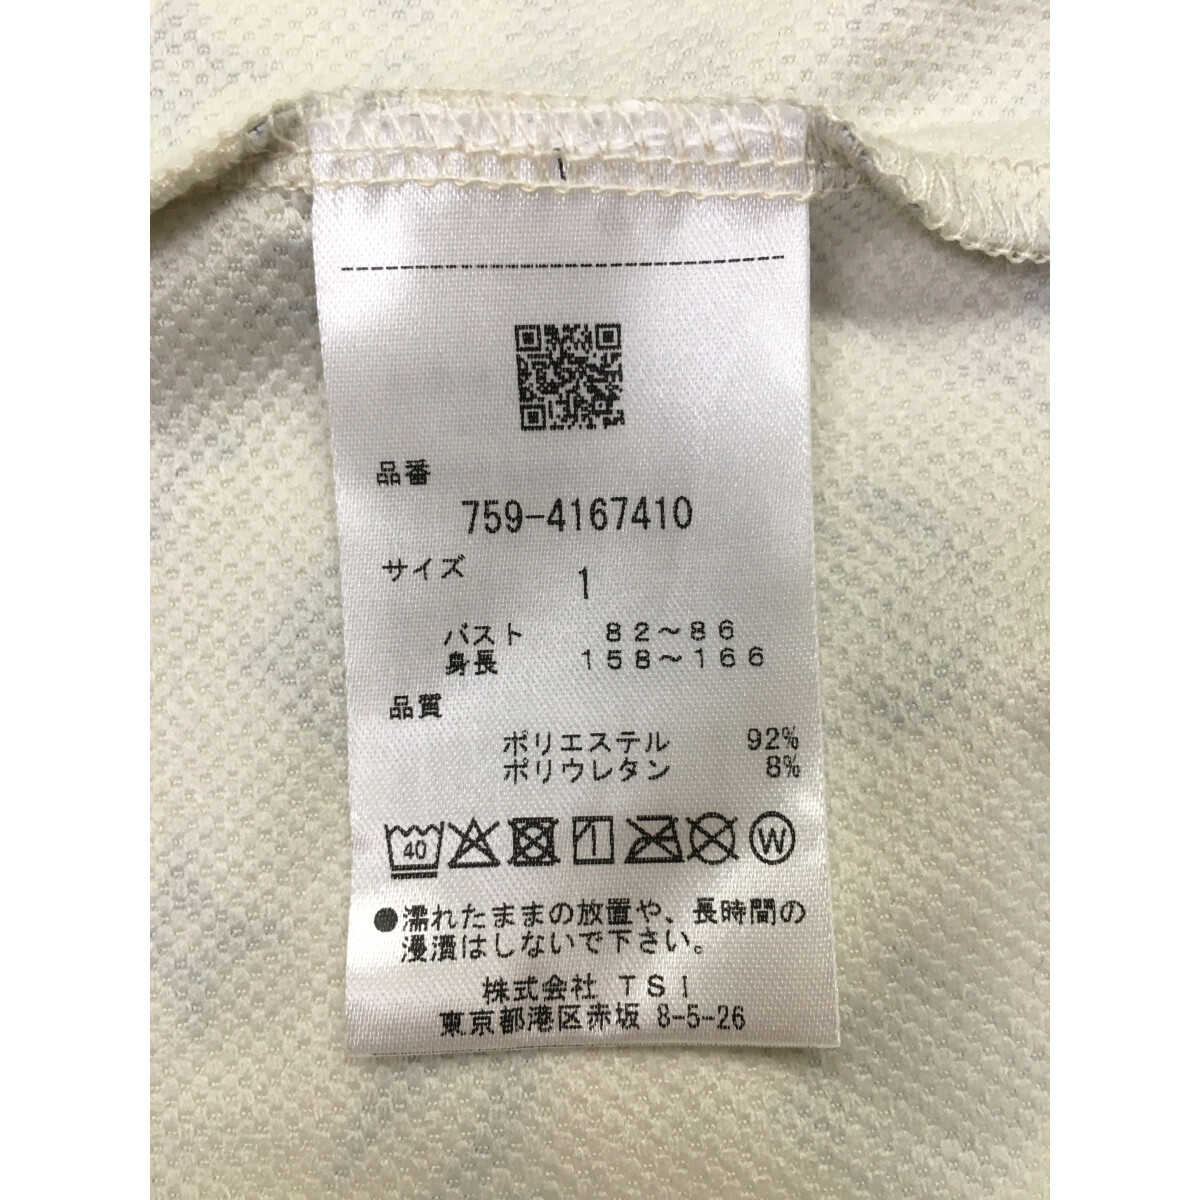 品番
759-4167410
サイズ 1
バスト 82～86
身長 158～166
品質
ポリエステル 92%
ポリウレタン 8%
40 W
●濡れたままの放置や、長時間の
浸漬はしないで下さい。
株式会社 TSI
東京都港区赤坂 8-5-26